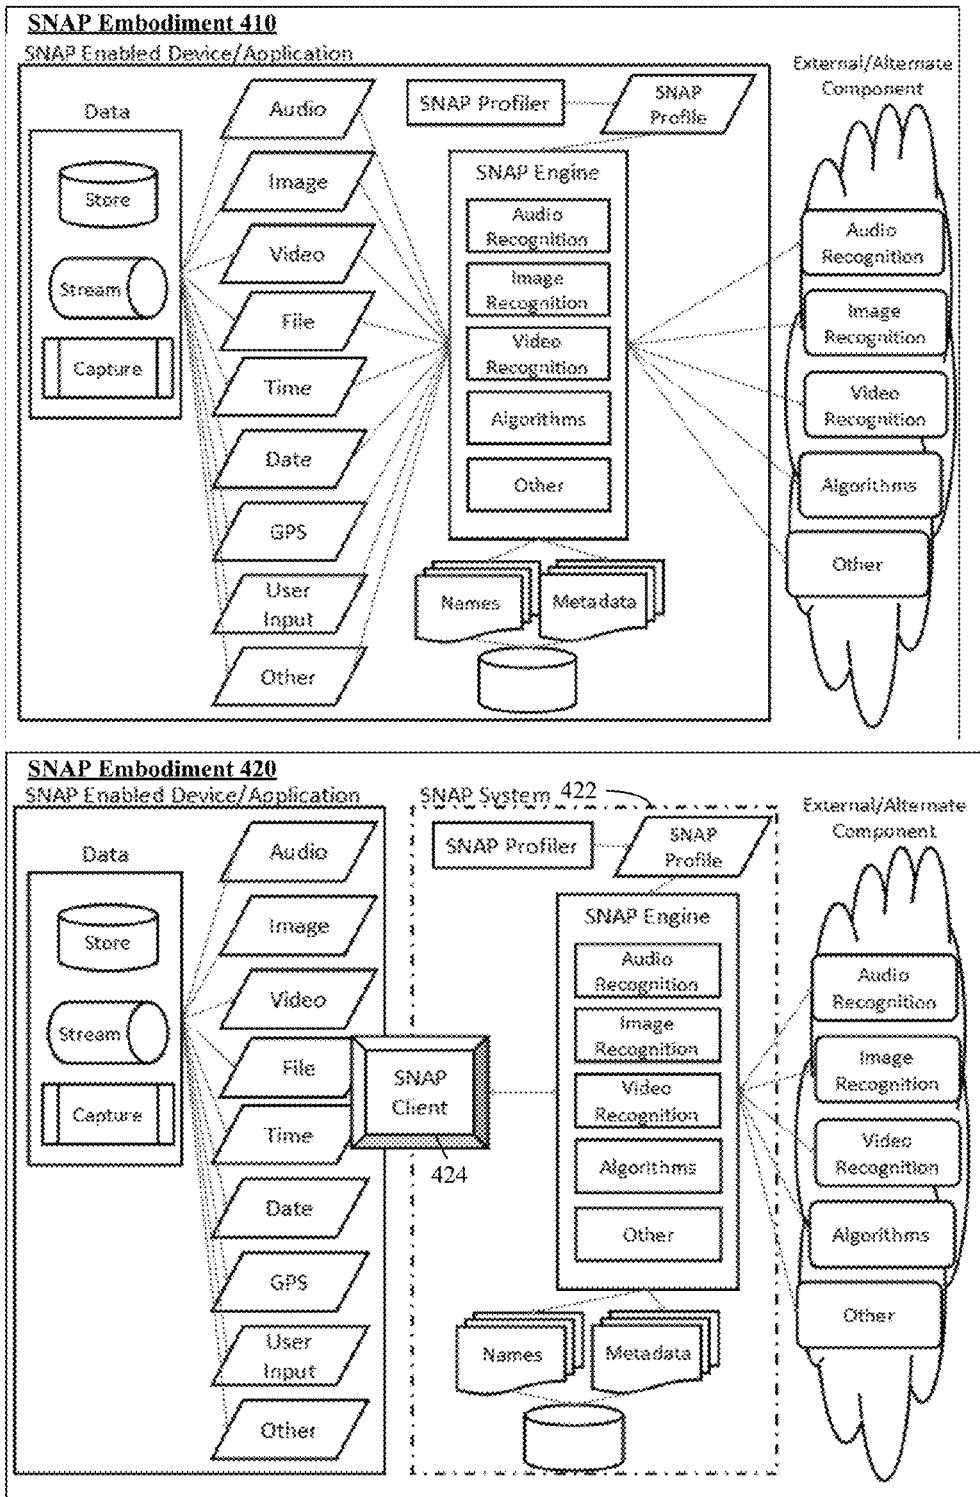 SNAP Embodiment 410
SNAP Enabled Device/Application
Data
Store
Stream
Capture
Audio
Image
Video
File
Time
Date
GPS
User
Input
Other
SNAP Profiler
SNAP
Profile
SNAP Engine
Audio
Recognition
Image
Recognition
Video
Recognition
Algorithms
Other
Names
Metadata
External/Alternate
Component
Audio
Recognition
Image
Recognition
Video
Recognition
Algorithms
Other
SNAP Embodiment 420
SNAP Enabled Device/Application
Data
Store
Stream
Capture
Audio
Image
Video
File
Time
Date
GPS
User
Input
Other
SNAP
Client
424
SNAP System 422
SNAP Profiler
SNAP
Profile
SNAP Engine
Audio
Recognition
Image
Recognition
Video
Recognition
Algorithms
Other
Names
Metadata
External/Alternate
Component
Audio
Recognition
Image
Recognition
Video
Recognition
Algorithms
Other